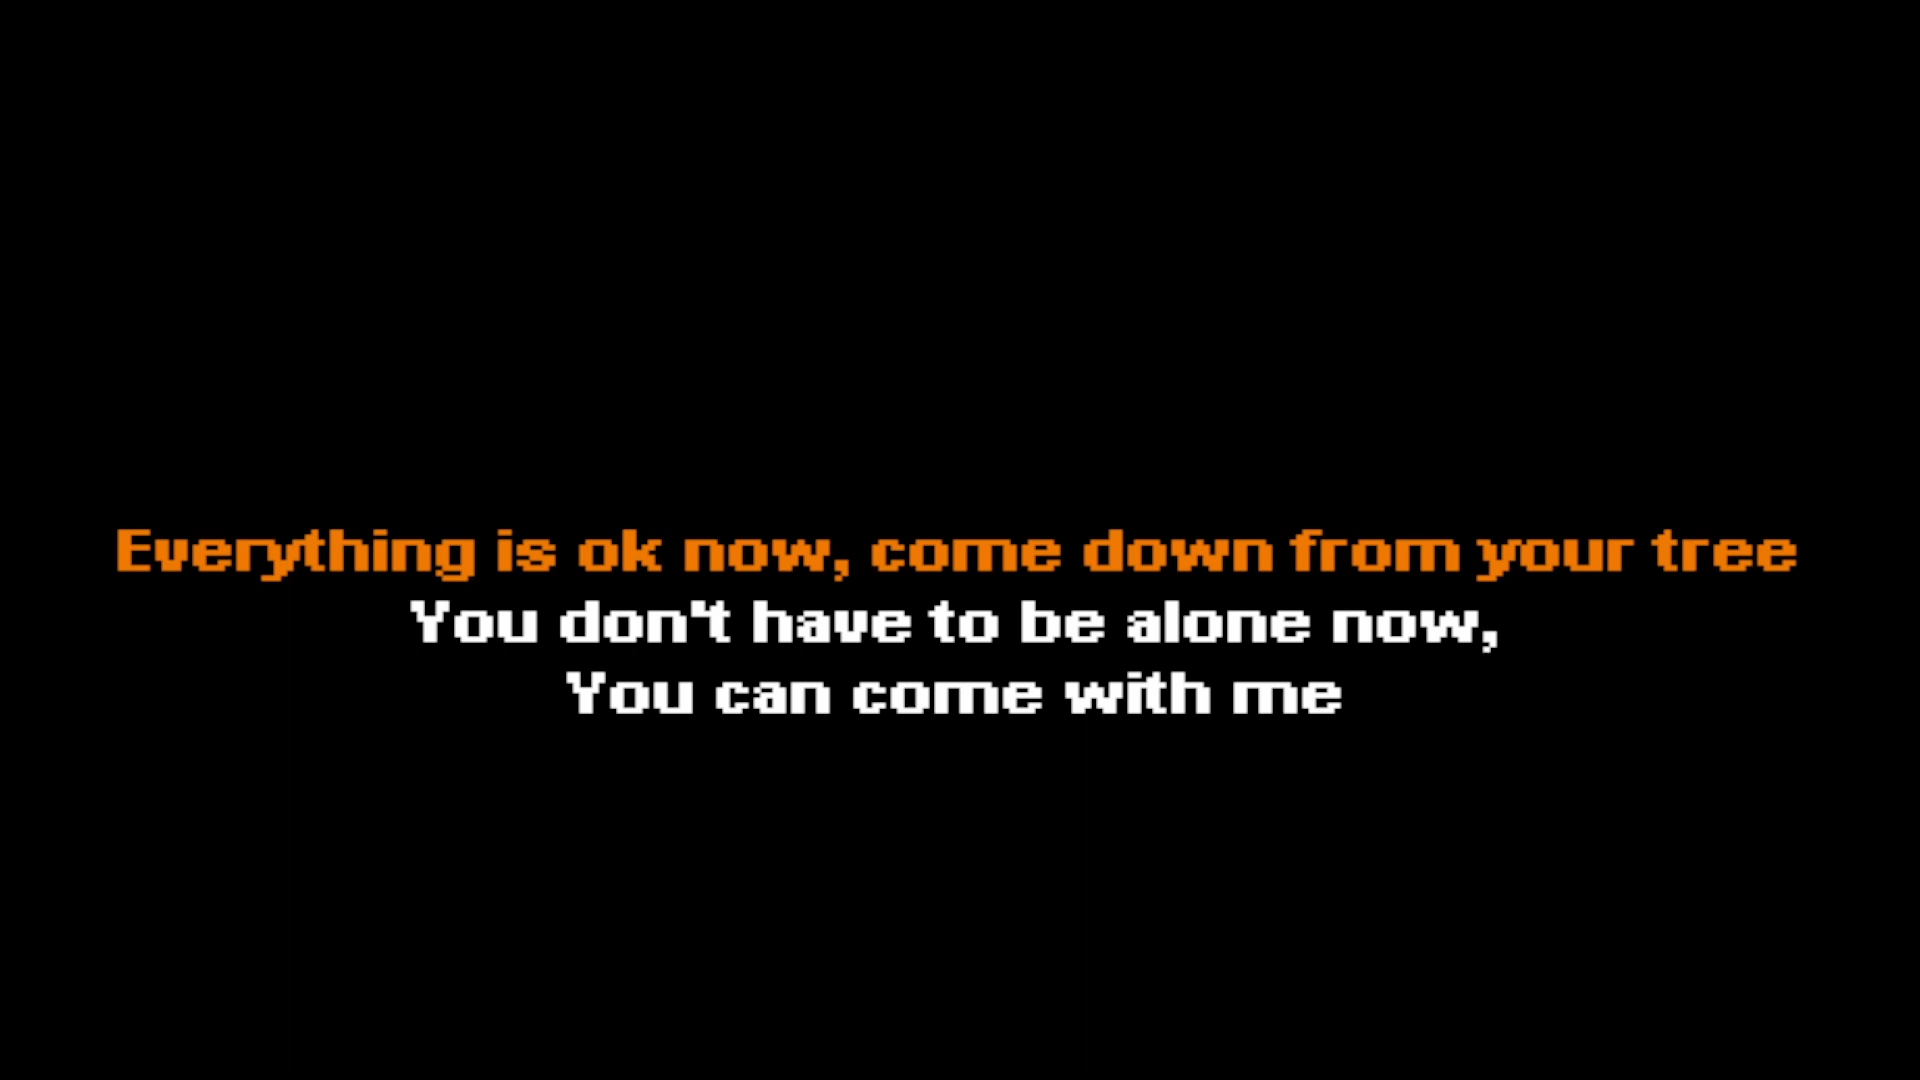 Everything is ok now, come down from your tree
You don't have to be alone now,
You can come with me